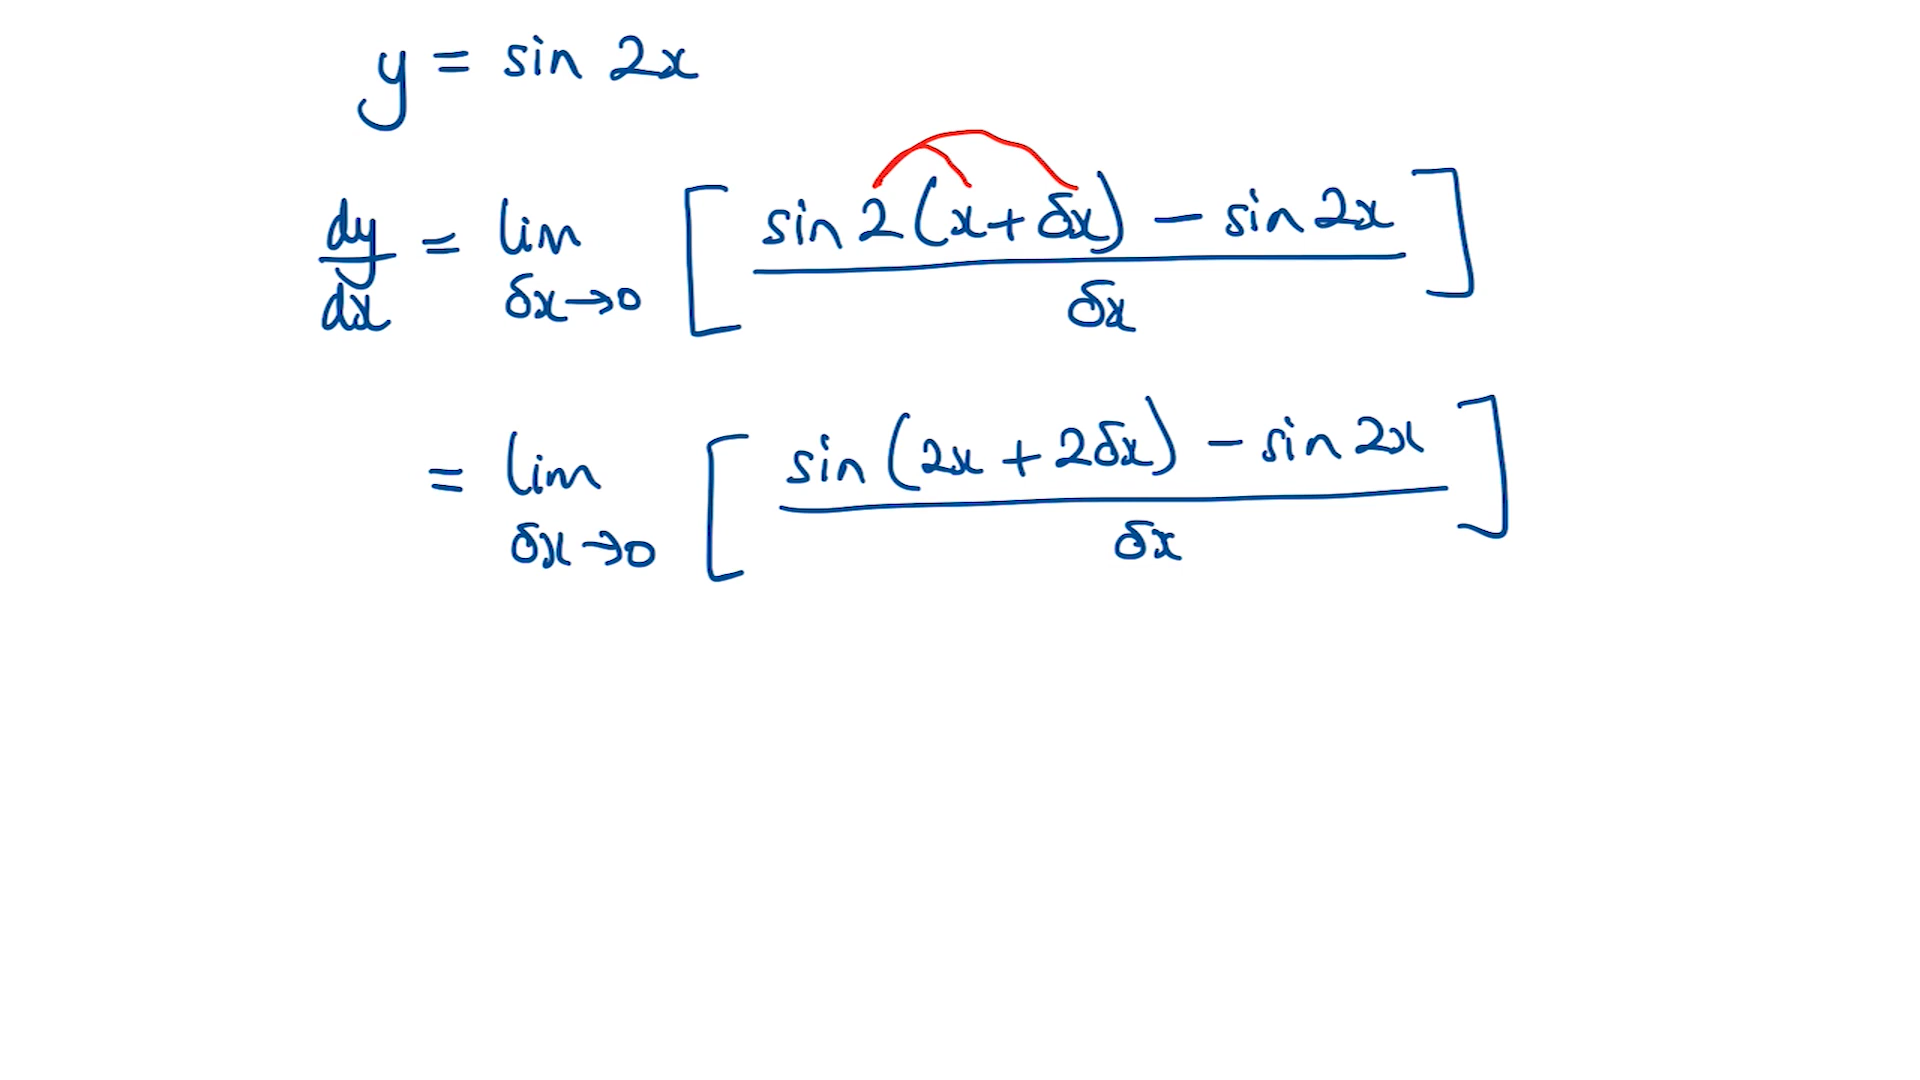 y = sin 2x
dy/dx = lim δx→0 [ (sin 2(x + δx) − sin 2x) / δx ]
= lim δx→0 [ (sin (2x + 2δx) − sin 2x) / δx ]